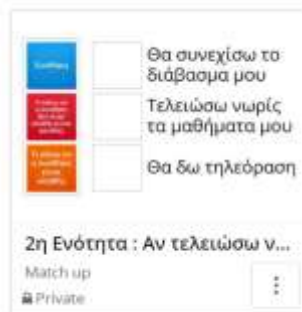 Συνθήκη
Θα συνεχίσω το
διάβασμα μου
Τελειώσω νωρίς
τα μαθήματα μου
Θα δω τηλεόραση
2η Ενότητα : Αν τελειώσω ν...
Match up
Private